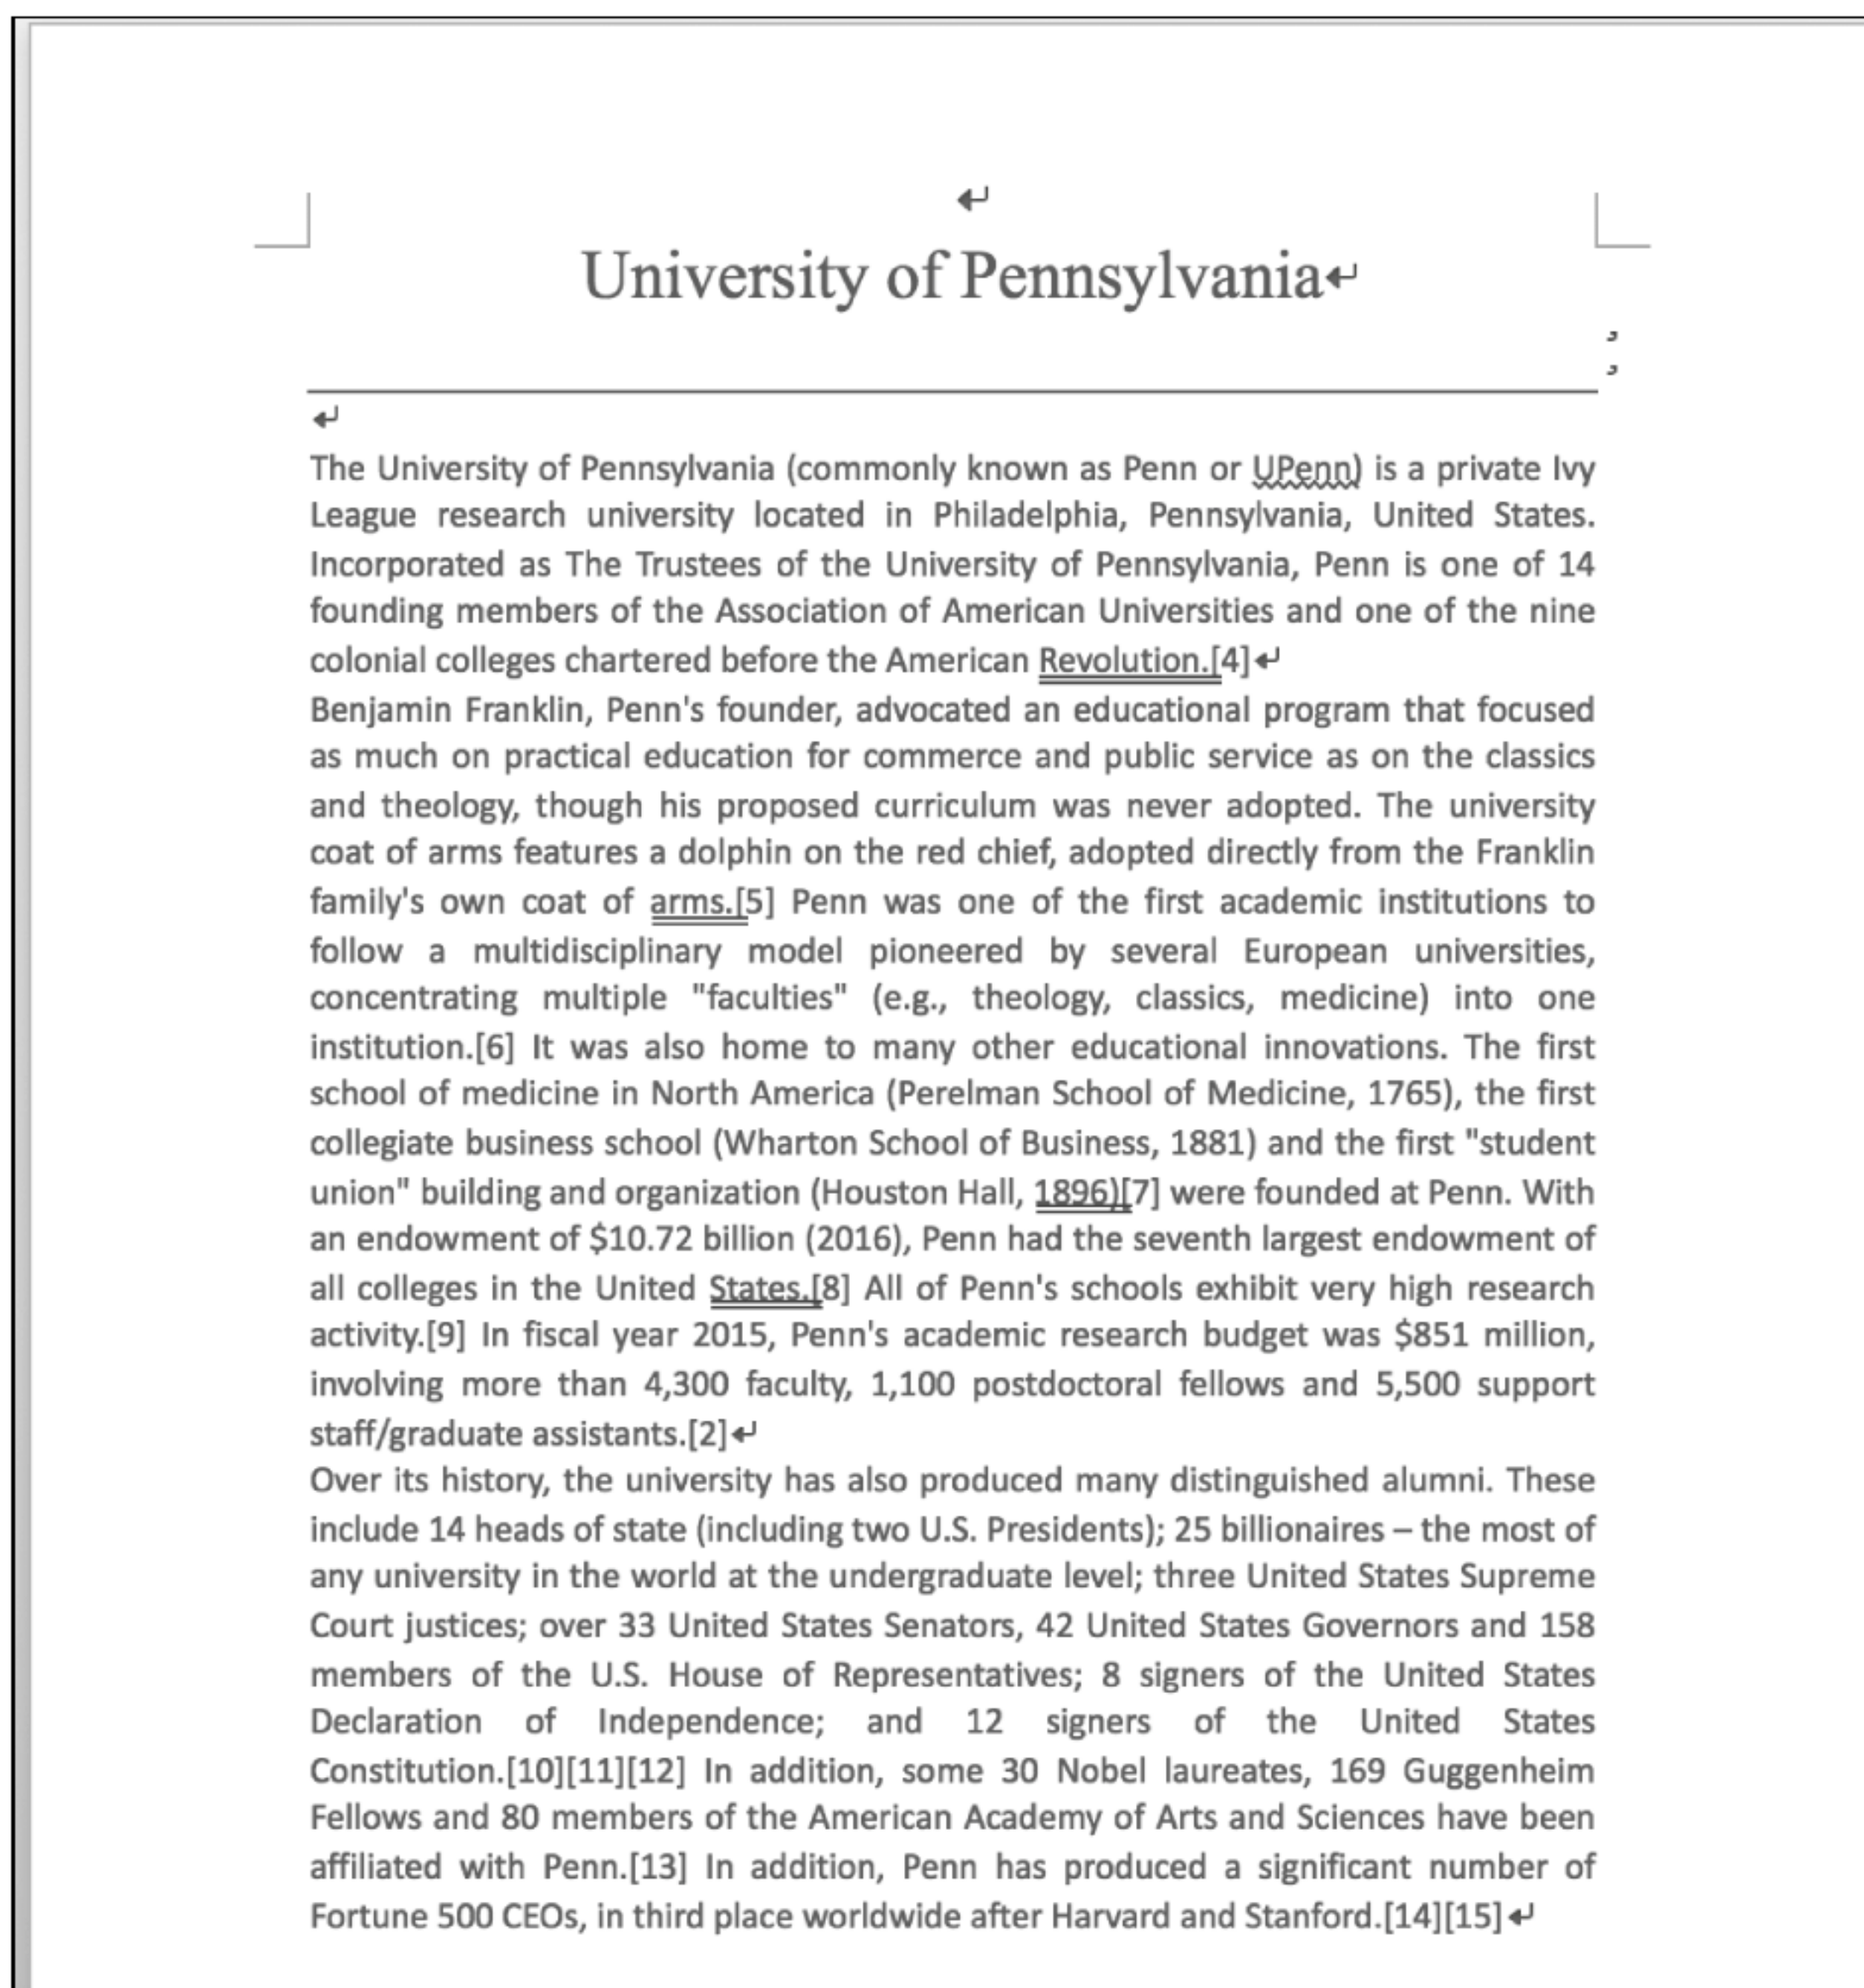 University of Pennsylvania
The University of Pennsylvania (commonly known as Penn or UPenn) is a private Ivy
League research university located in Philadelphia, Pennsylvania, United States.
Incorporated as The Trustees of the University of Pennsylvania, Penn is one of 14
founding members of the Association of American Universities and one of the nine
colonial colleges chartered before the American Revolution.[4]
Benjamin Franklin, Penn's founder, advocated an educational program that focused
as much on practical education for commerce and public service as on the classics
and theology, though his proposed curriculum was never adopted. The university
coat of arms features a dolphin on the red chief, adopted directly from the Franklin
family's own coat of arms.[5] Penn was one of the first academic institutions to
follow a multidisciplinary model pioneered by several European universities,
concentrating multiple "faculties" (e.g., theology, classics, medicine) into one
institution.[6] It was also home to many other educational innovations. The first
school of medicine in North America (Perelman School of Medicine, 1765), the first
collegiate business school (Wharton School of Business, 1881) and the first "student
union" building and organization (Houston Hall, 1896)[7] were founded at Penn. With
an endowment of $10.72 billion (2016), Penn had the seventh largest endowment of
all colleges in the United States.[8] All of Penn's schools exhibit very high research
activity.[9] In fiscal year 2015, Penn's academic research budget was $851 million,
involving more than 4,300 faculty, 1,100 postdoctoral fellows and 5,500 support
staff/graduate assistants.[2]
Over its history, the university has also produced many distinguished alumni. These
include 14 heads of state (including two U.S. Presidents); 25 billionaires – the most of
any university in the world at the undergraduate level; three United States Supreme
Court justices; over 33 United States Senators, 42 United States Governors and 158
members of the U.S. House of Representatives; 8 signers of the United States
Declaration of Independence; and 12 signers of the United States
Constitution.[10][11][12] In addition, some 30 Nobel laureates, 169 Guggenheim
Fellows and 80 members of the American Academy of Arts and Sciences have been
affiliated with Penn.[13] In addition, Penn has produced a significant number of
Fortune 500 CEOs, in third place worldwide after Harvard and Stanford.[14][15]